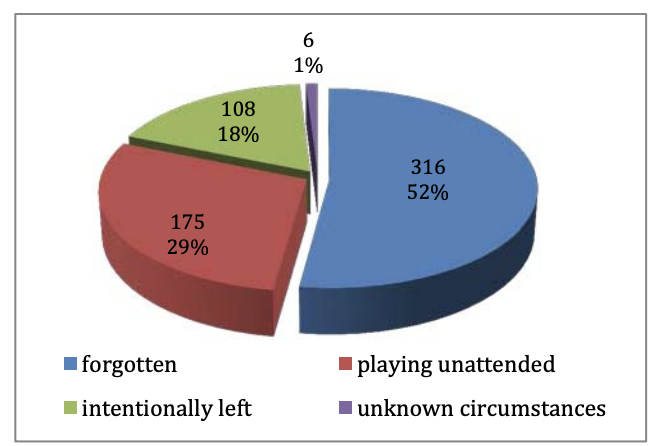 6
1%
108
18%
316
52%
175
29%
forgotten
playing unattended
intentionally left
unknown circumstances